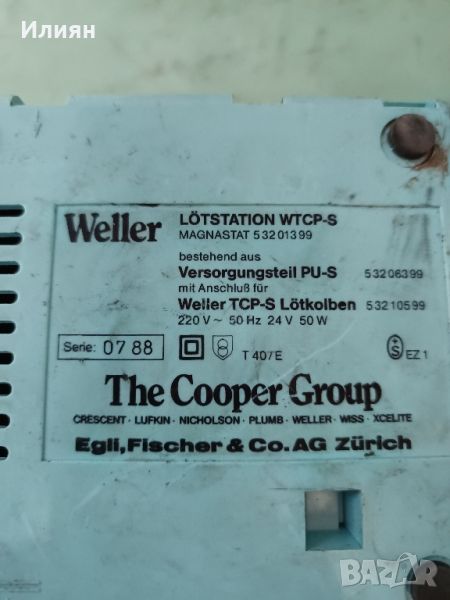 Илиян
Weller
LÖTSTATION WTCP-S
MAGNASTAT 53201399
bestehend aus
Versorgungsteil PU-S 53206399
mit Anschluß für
Weller TCP-S Lötkolben 53210599
220 V ~ 50 Hz 24 V 50 W
Serie: 07 88
T 40/E
S EZ 1
The Cooper Group
CRESCENT · LUFKIN · NICHOLSON · PLUMB · WELLER · WISS · XCELITE
Egli, Fischer & Co. AG Zürich
BAZAR